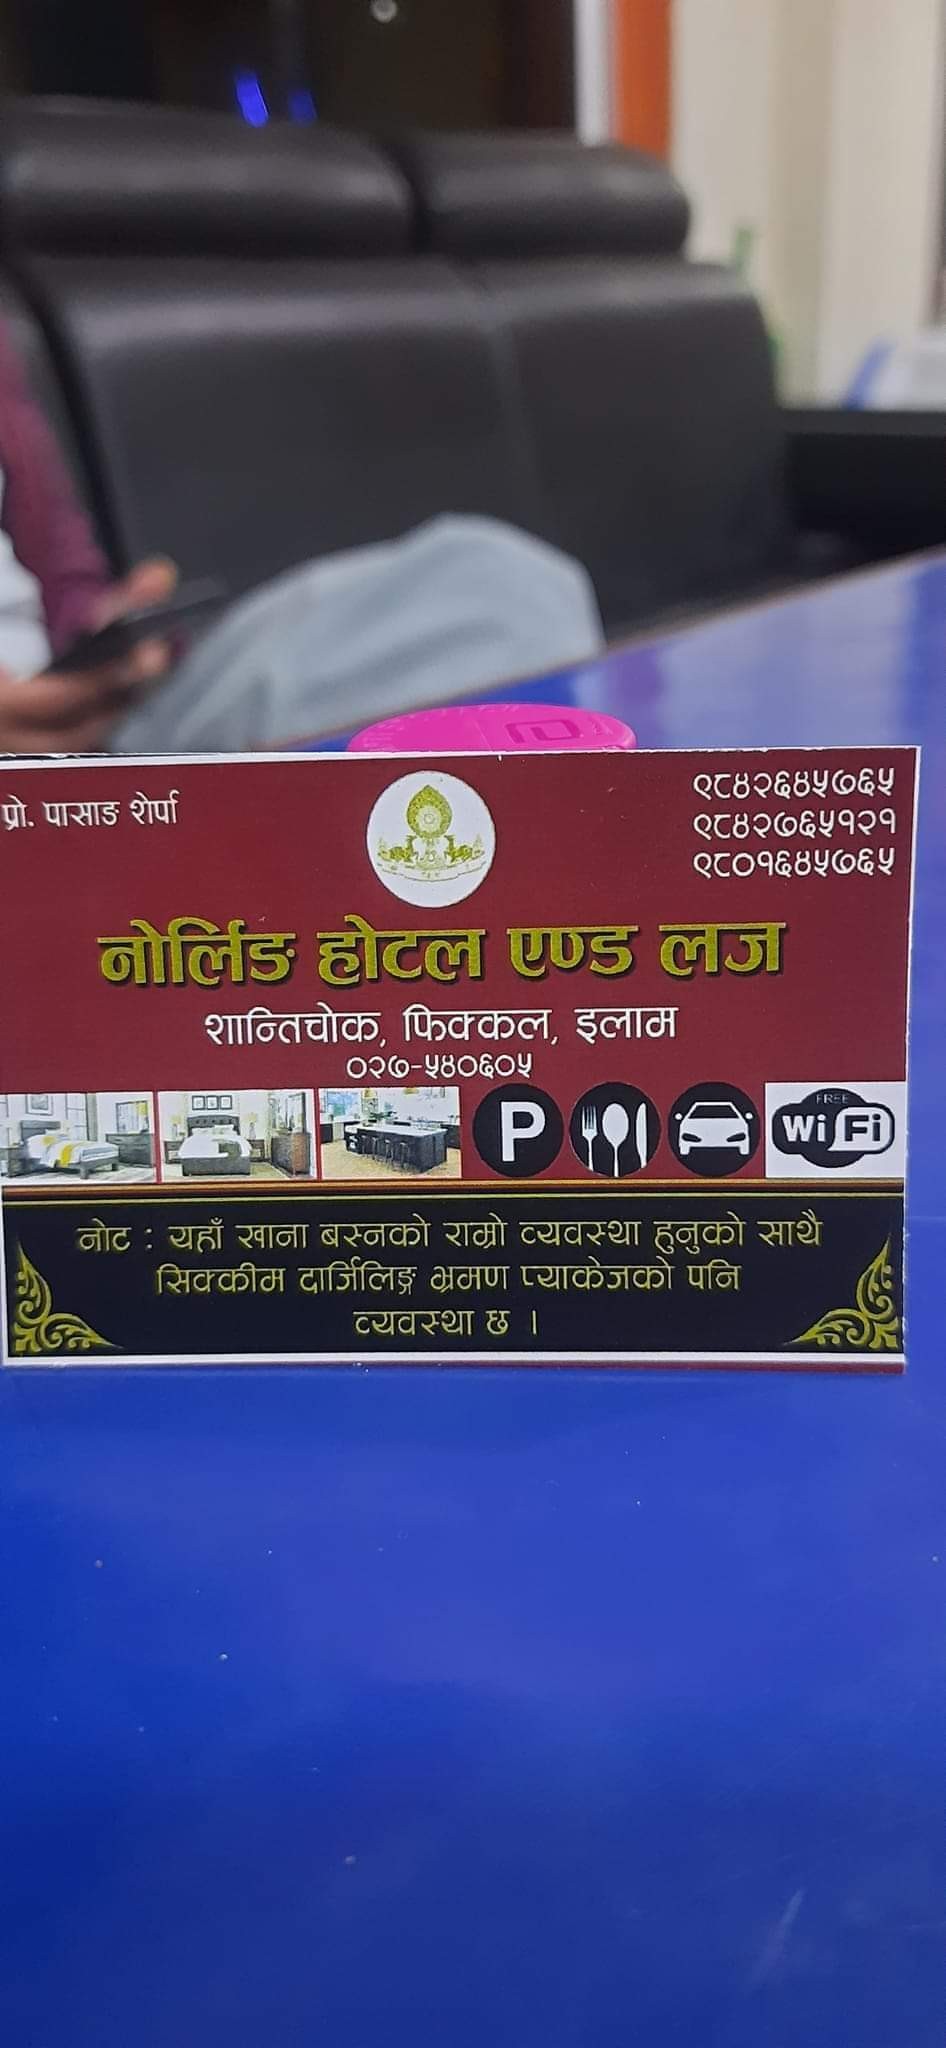 प्रो. पासाङ शेर्पा
९८४२६४५७६५
९८४२७६५१२१
९८०१६४५७६५
नोर्लिङ होटल एण्ड लज
शान्तिचोक, फिक्कल, इलाम
०२७-५४०६०५
P
FREE
WiFi
नोट : यहाँ खाना बस्नको राम्रो व्यवस्था हुनुको साथै
सिक्कीम दार्जिलिङ्ग भ्रमण प्याकेजको पनि
व्यवस्था छ ।